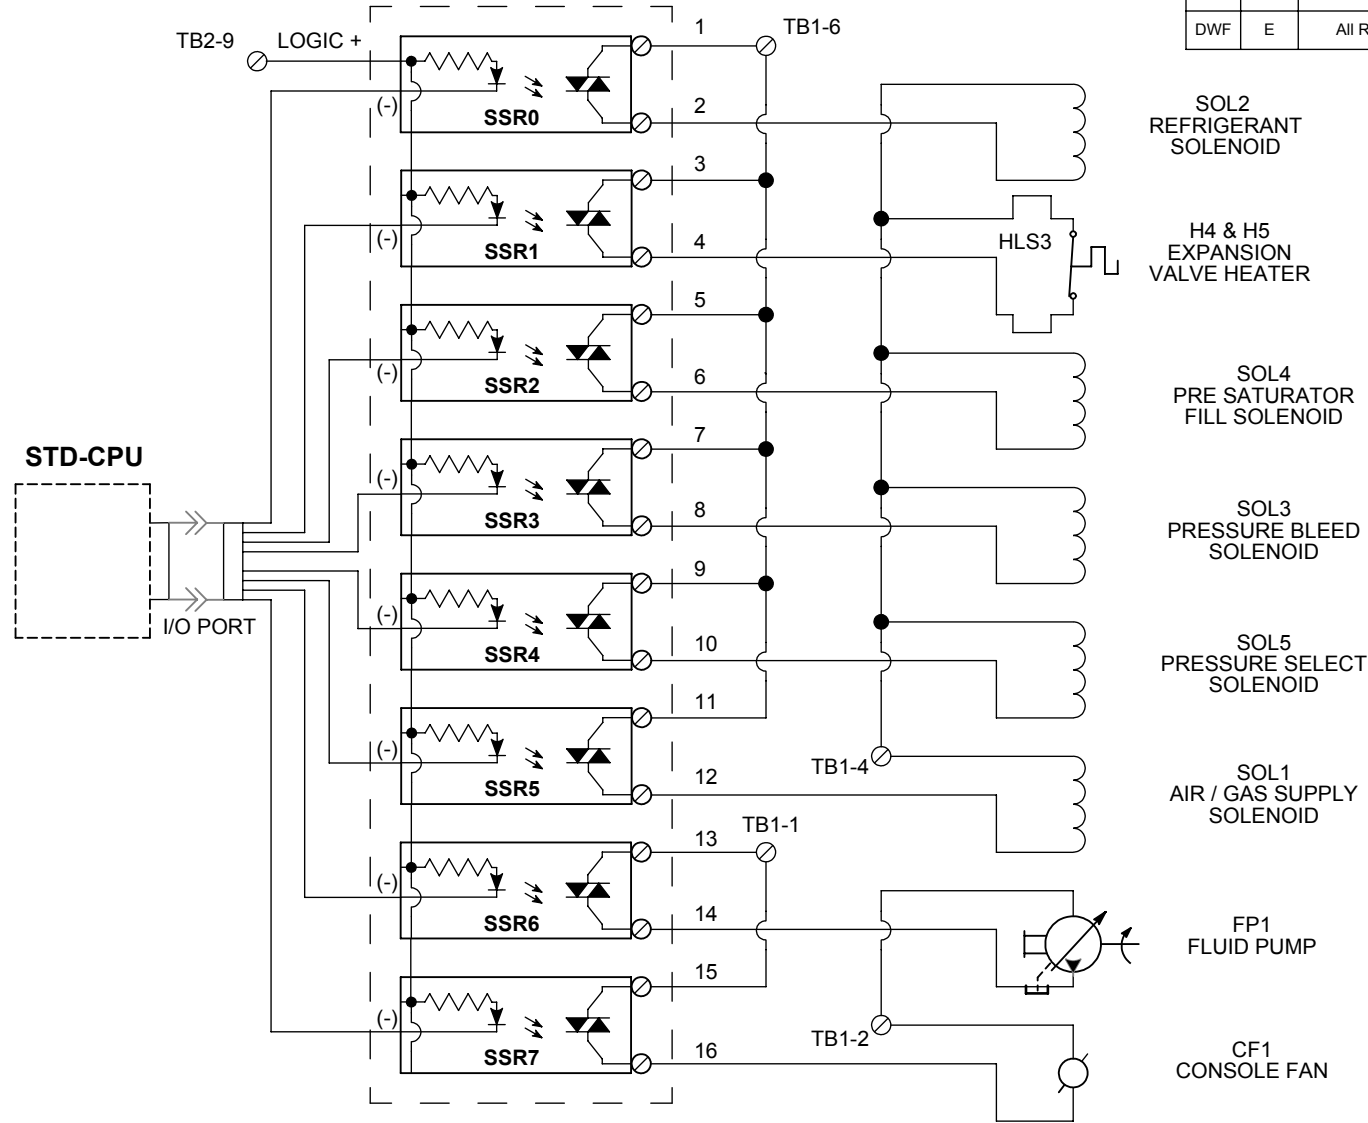 DWF E All R
TB2-9 LOGIC +
1
TB1-6
(-)
SSR0
2
SOL2
REFRIGERANT
SOLENOID
3
(-)
SSR1
4
HLS3
H4 & H5
EXPANSION
VALVE HEATER
5
(-)
SSR2
6
SOL4
PRE SATURATOR
FILL SOLENOID
STD-CPU
I/O PORT
7
(-)
SSR3
8
SOL3
PRESSURE BLEED
SOLENOID
9
(-)
SSR4
10
SOL5
PRESSURE SELECT
SOLENOID
11
(-)
SSR5
12
TB1-4
SOL1
AIR / GAS SUPPLY
SOLENOID
13
TB1-1
(-)
SSR6
14
FP1
FLUID PUMP
15
(-)
SSR7
16
TB1-2
CF1
CONSOLE FAN